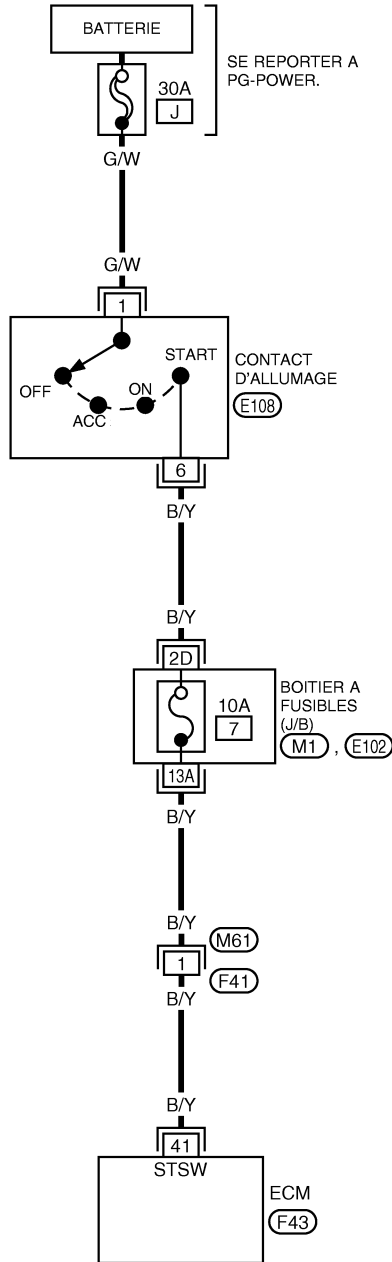 BATTERIE
SE REPORTER A
PG-POWER.
30A
J
G/W
G/W
1
START
CONTACT
D'ALLUMAGE
OFF
ON
ACC
E108
6
B/Y
B/Y
2D
BOITIER A
FUSIBLES
(J/B)
10A
7
M1 , E102
13A
B/Y
B/Y
M61
1
F41
B/Y
B/Y
41
STSW
ECM
F43